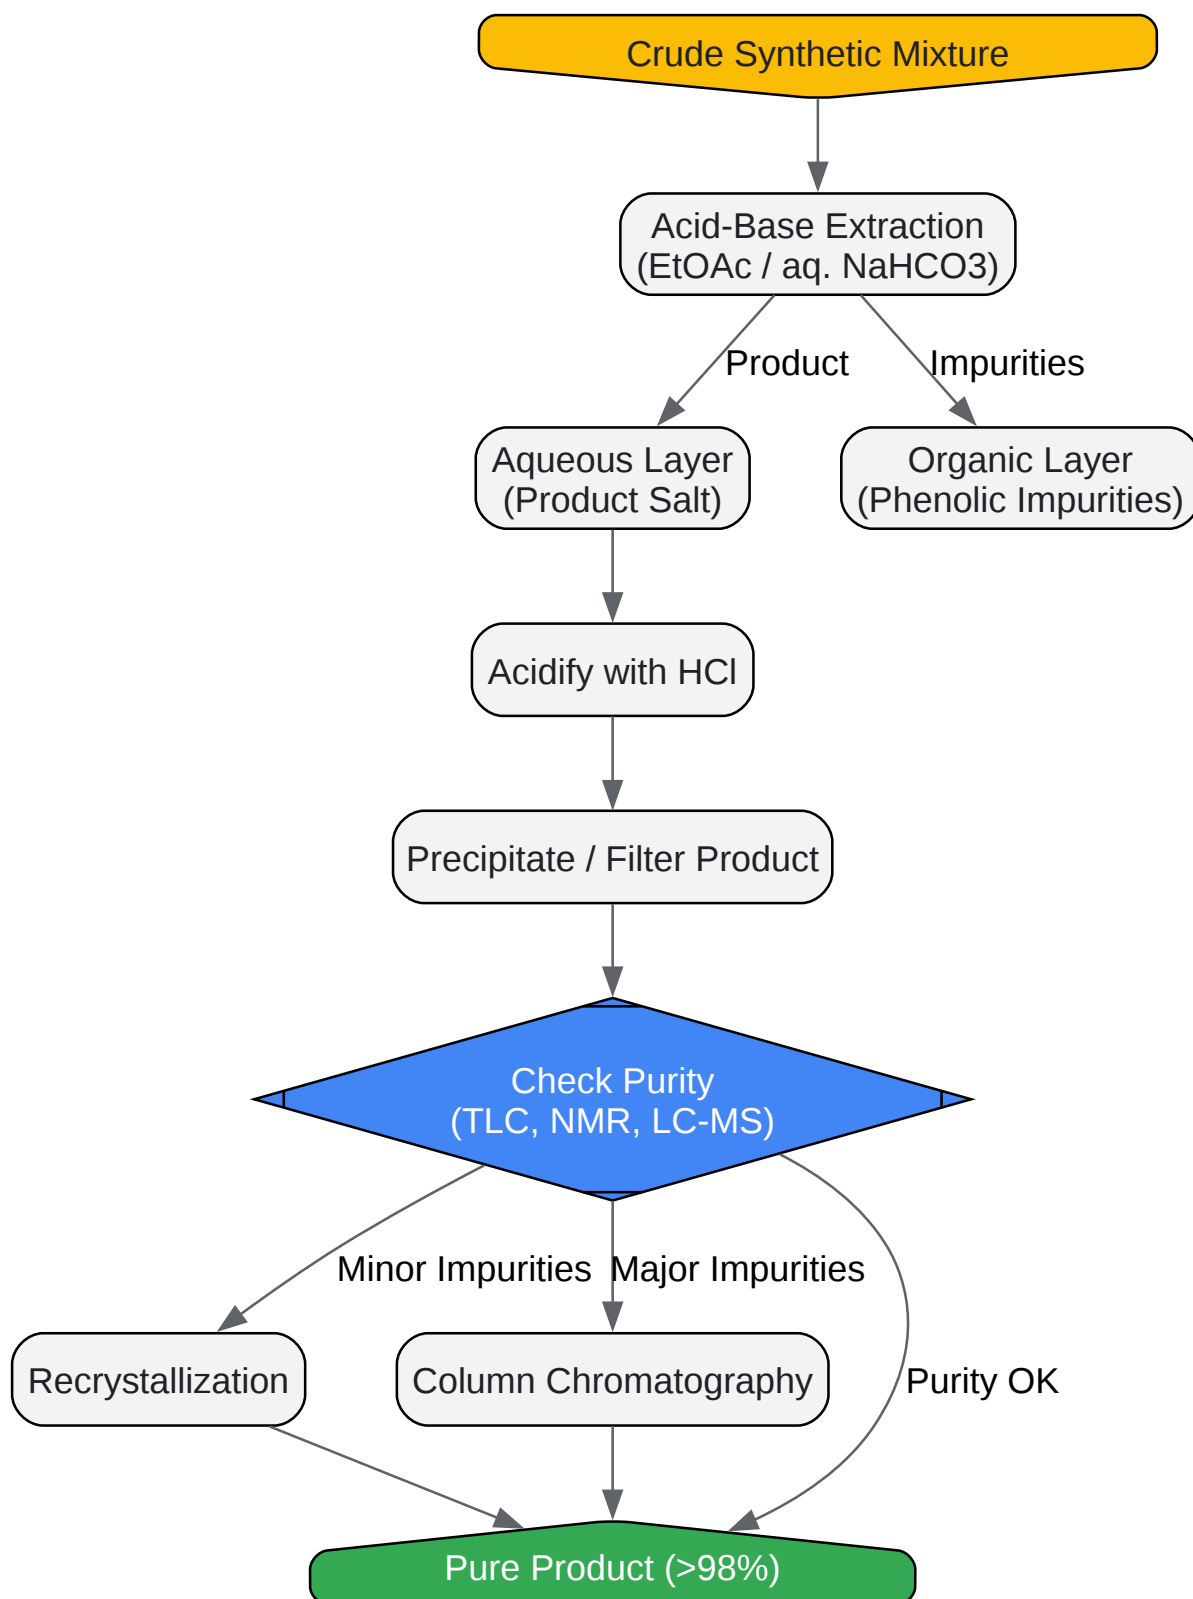 Crude Synthetic Mixture
Acid-Base Extraction
(EtOAc / aq. NaHCO3)
Product
Impurities
Aqueous Layer
(Product Salt)
Organic Layer
(Phenolic Impurities)
Acidify with HCl
Precipitate / Filter Product
Check Purity
(TLC, NMR, LC-MS)
Minor Impurities
Major Impurities
Recrystallization
Column Chromatography
Purity OK
Pure Product (>98%)